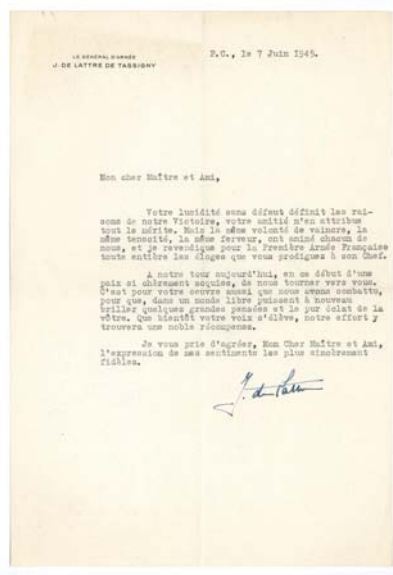 LE GÉNÉRAL D'ARMÉE
J. DE LATTRE DE TASSIGNY
P.C., le 7 Juin 1945.
Mon cher Maître et Ami,
Votre lucidité sans défaut définit les rai-
sons de notre Victoire, votre amitié m'en attribue
tout le mérite. Mais la même volonté de vaincre, la
même tenacité, la même ferveur, ont animé chacun de
nous, et je revendique pour la Première Armée Française
toute entière les éloges que vous prodiguez à son Chef.
A notre tour aujourd'hui, en ce début d'une
paix si chèrement acquise, de nous tourner vers vous.
C'est pour votre oeuvre aussi que nous avons combattu,
pour que, dans un monde libre puissent à nouveau
briller quelques grandes pensées et le pur éclat de la
vôtre. Que bientôt votre voix s'élève, notre effort y
trouvera une noble récompense.
Je vous prie d'agréer, Mon Cher Maître et Ami,
l'expression de mes sentiments les plus sincèrement
fidèles.
J. de Lattre